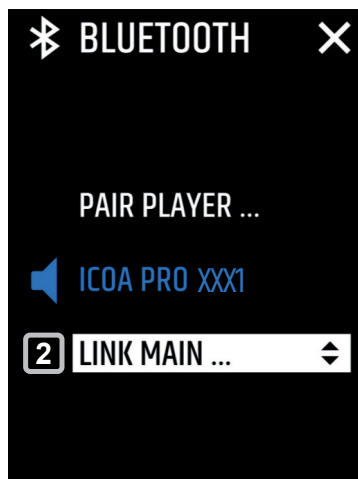 BLUETOOTH
PAIR PLAYER ...
ICOA PRO XXX1
2 LINK MAIN ...